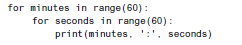 for minutes in range(60):
    for seconds in range(60):
        print(minutes, ':', seconds)